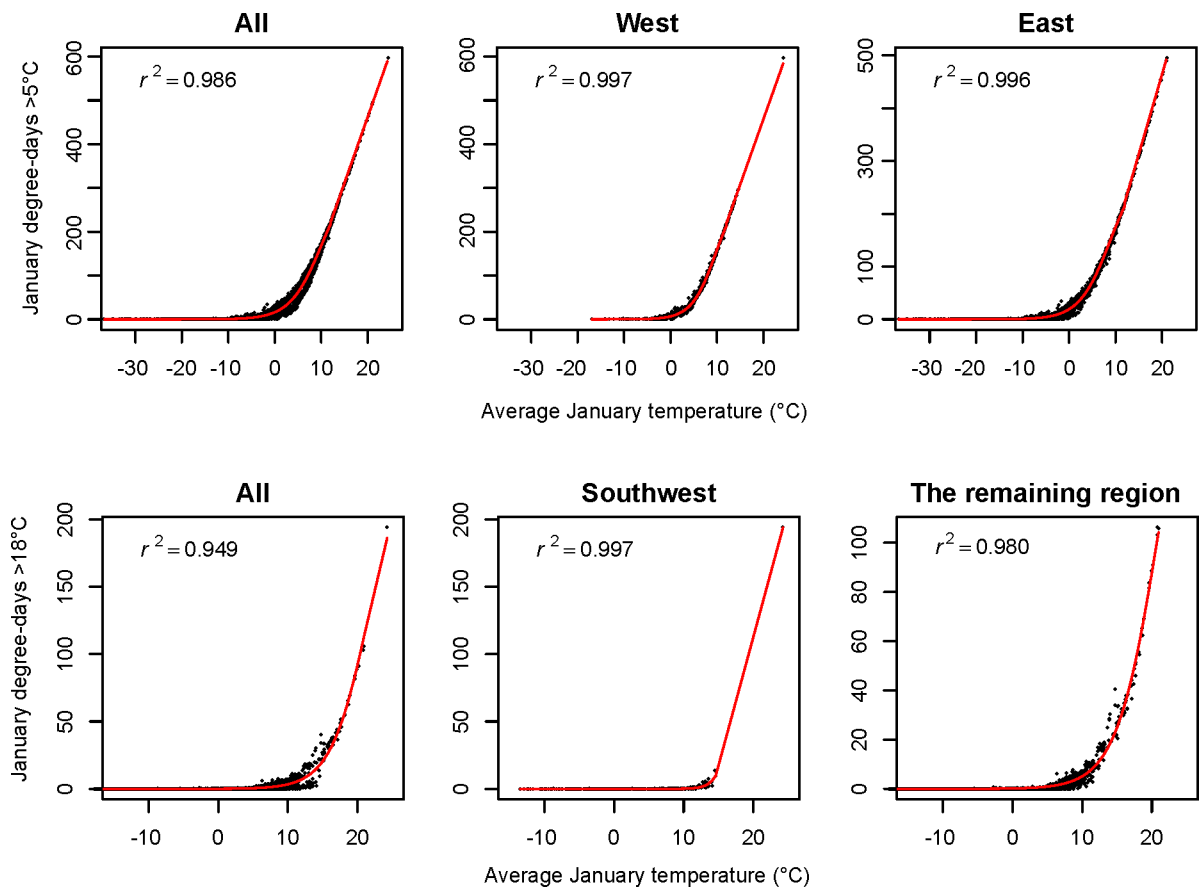 All
West
East
January degree-days >5°C
r² = 0.986
600
400
200
0
-30 -20 -10 0 10 20
r² = 0.997
600
400
200
0
-30 -20 -10 0 10 20
r² = 0.996
500
300
100
0
-30 -20 -10 0 10 20
Average January temperature (°C)
All
Southwest
The remaining region
January degree-days >18°C
r² = 0.949
200
150
100
50
0
-10 0 10 20
r² = 0.997
200
150
100
50
0
-10 0 10 20
r² = 0.980
100
80
60
40
20
0
-10 0 10 20
Average January temperature (°C)